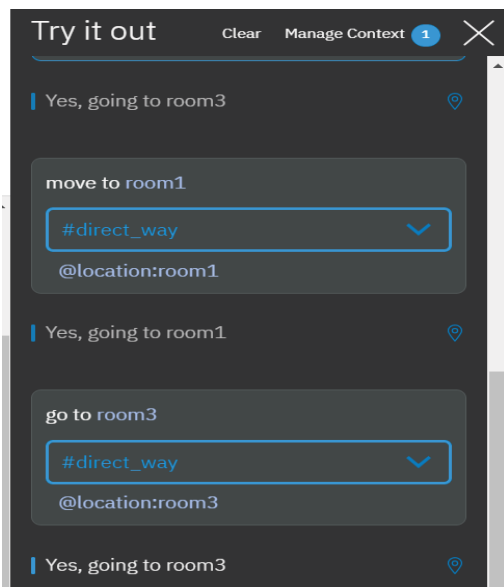 Try it out Clear Manage Context 1
Yes, going to room3
move to room1
#direct_way
@location:room1
Yes, going to room1
go to room3
#direct_way
@location:room3
Yes, going to room3